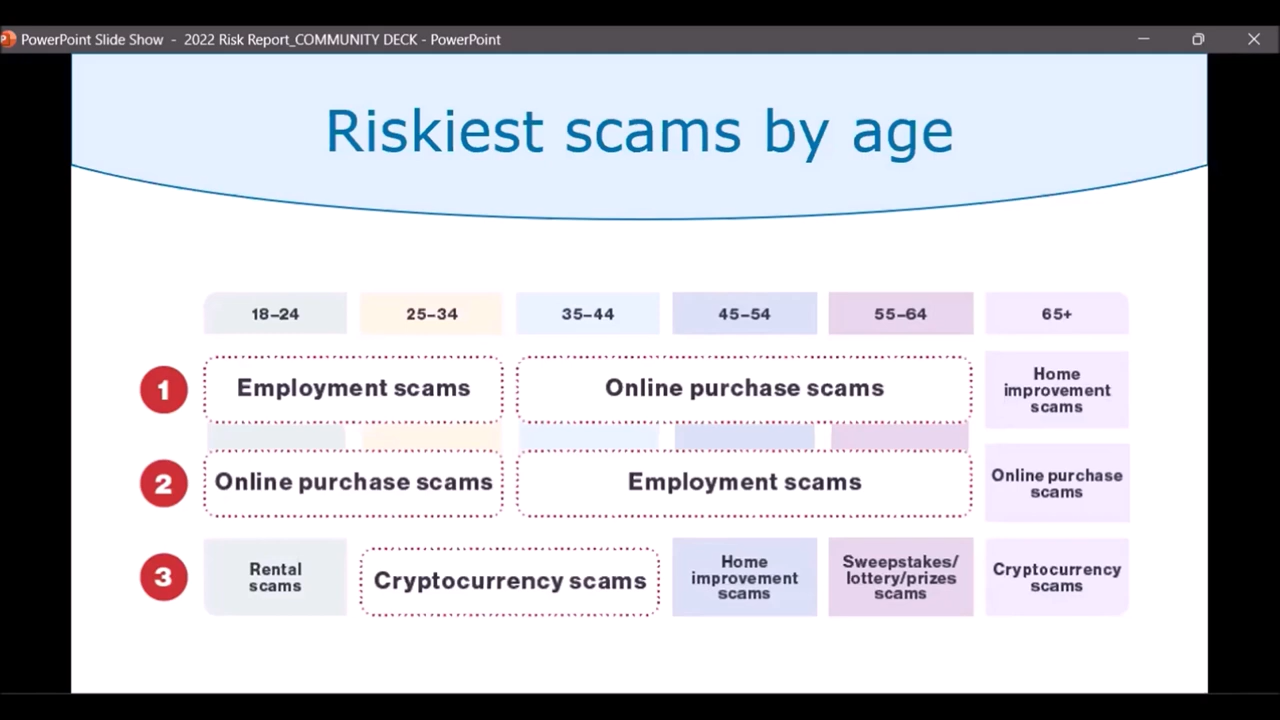 PowerPoint Slide Show - 2022 Risk Report_COMMUNITY DECK - PowerPoint
Riskiest scams by age
18–24 25–34 35–44 45–54 55–64 65+
1 Employment scams Online purchase scams Home
improvement
scams
2 Online purchase scams Employment scams Online purchase
scams
3 Rental
scams
Cryptocurrency scams
Home
improvement
scams
Sweepstakes/
lottery/prizes
scams
Cryptocurrency
scams